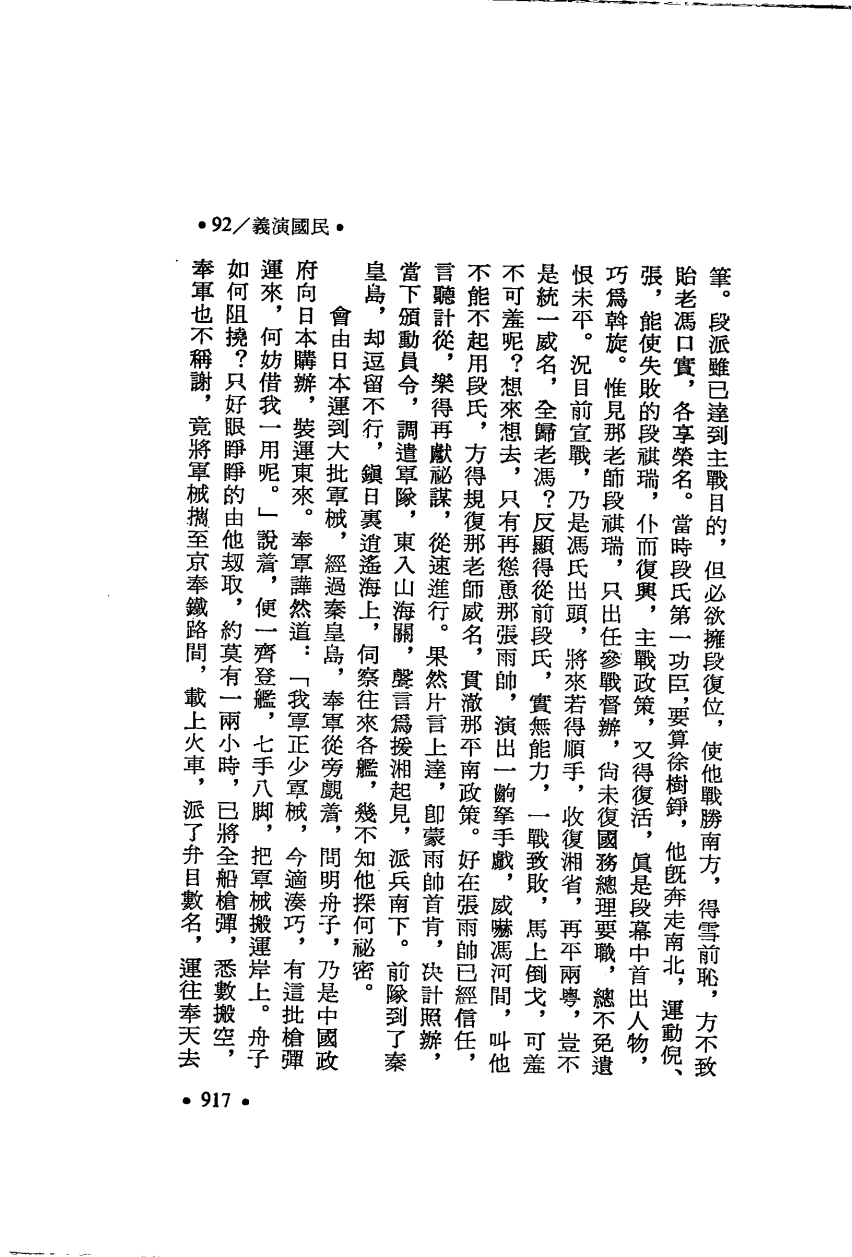 •92／義演國民•
筆。段派雖已達到主戰目的，但必欲擁段復位，使他戰勝南方，得雪前恥，方不致
貽老馮口實，各享榮名。當時段氏第一功臣，要算徐樹錚，他既奔走南北，運動倪、
張，能使失敗的段祺瑞，仆而復興，主戰政策，又得復活，眞是段幕中首出人物，
巧爲斡旋。惟見那老師段祺瑞，只出任參戰督辦，尙未復國務總理要職，總不免遺
恨未平。況目前宣戰，乃是馮氏出頭，將來若得順手，收復湘省，再平兩粵，豈不
是統一威名，全歸老馮？反顯得從前段氏，實無能力，一戰致敗，馬上倒戈，可羞
不可羞呢？想來想去，只有再慫恿那張雨帥，演出一齣拏手戲，威嚇馮河間，叫他
不能不起用段氏，方得規復那老師威名，貫澈那平南政策。好在張雨帥已經信任，
言聽計從，樂得再獻祕謀，從速進行。果然片言上達，卽蒙雨帥首肯，決計照辦，
當下頒動員令，調遣軍隊，東入山海關，聲言爲援湘起見，派兵南下。前隊到了秦
皇島，却逗留不行，鎭日裏逍遙海上，伺察往來各艦，幾不知他探何祕密。
會由日本運到大批軍械，經過秦皇島，奉軍從旁覷着，問明舟子，乃是中國政
府向日本購辦，裝運東來。奉軍譁然道：「我軍正少軍械，今適湊巧，有這批槍彈
運來，何妨借我一用呢。」說着，便一齊登艦，七手八脚，把軍械搬運岸上。舟子
如何阻撓？只好眼睜睜的由他刼取，約莫有一兩小時，已將全船槍彈，悉數搬空，
奉軍也不稱謝，竟將軍械攜至京奉鐵路間，載上火車，派了弁目數名，運往奉天去
•917•